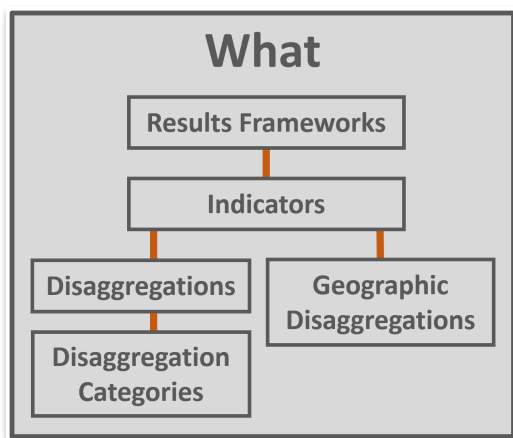 What
Results Frameworks
Indicators
Disaggregations
Disaggregation
Categories
Geographic
Disaggregations